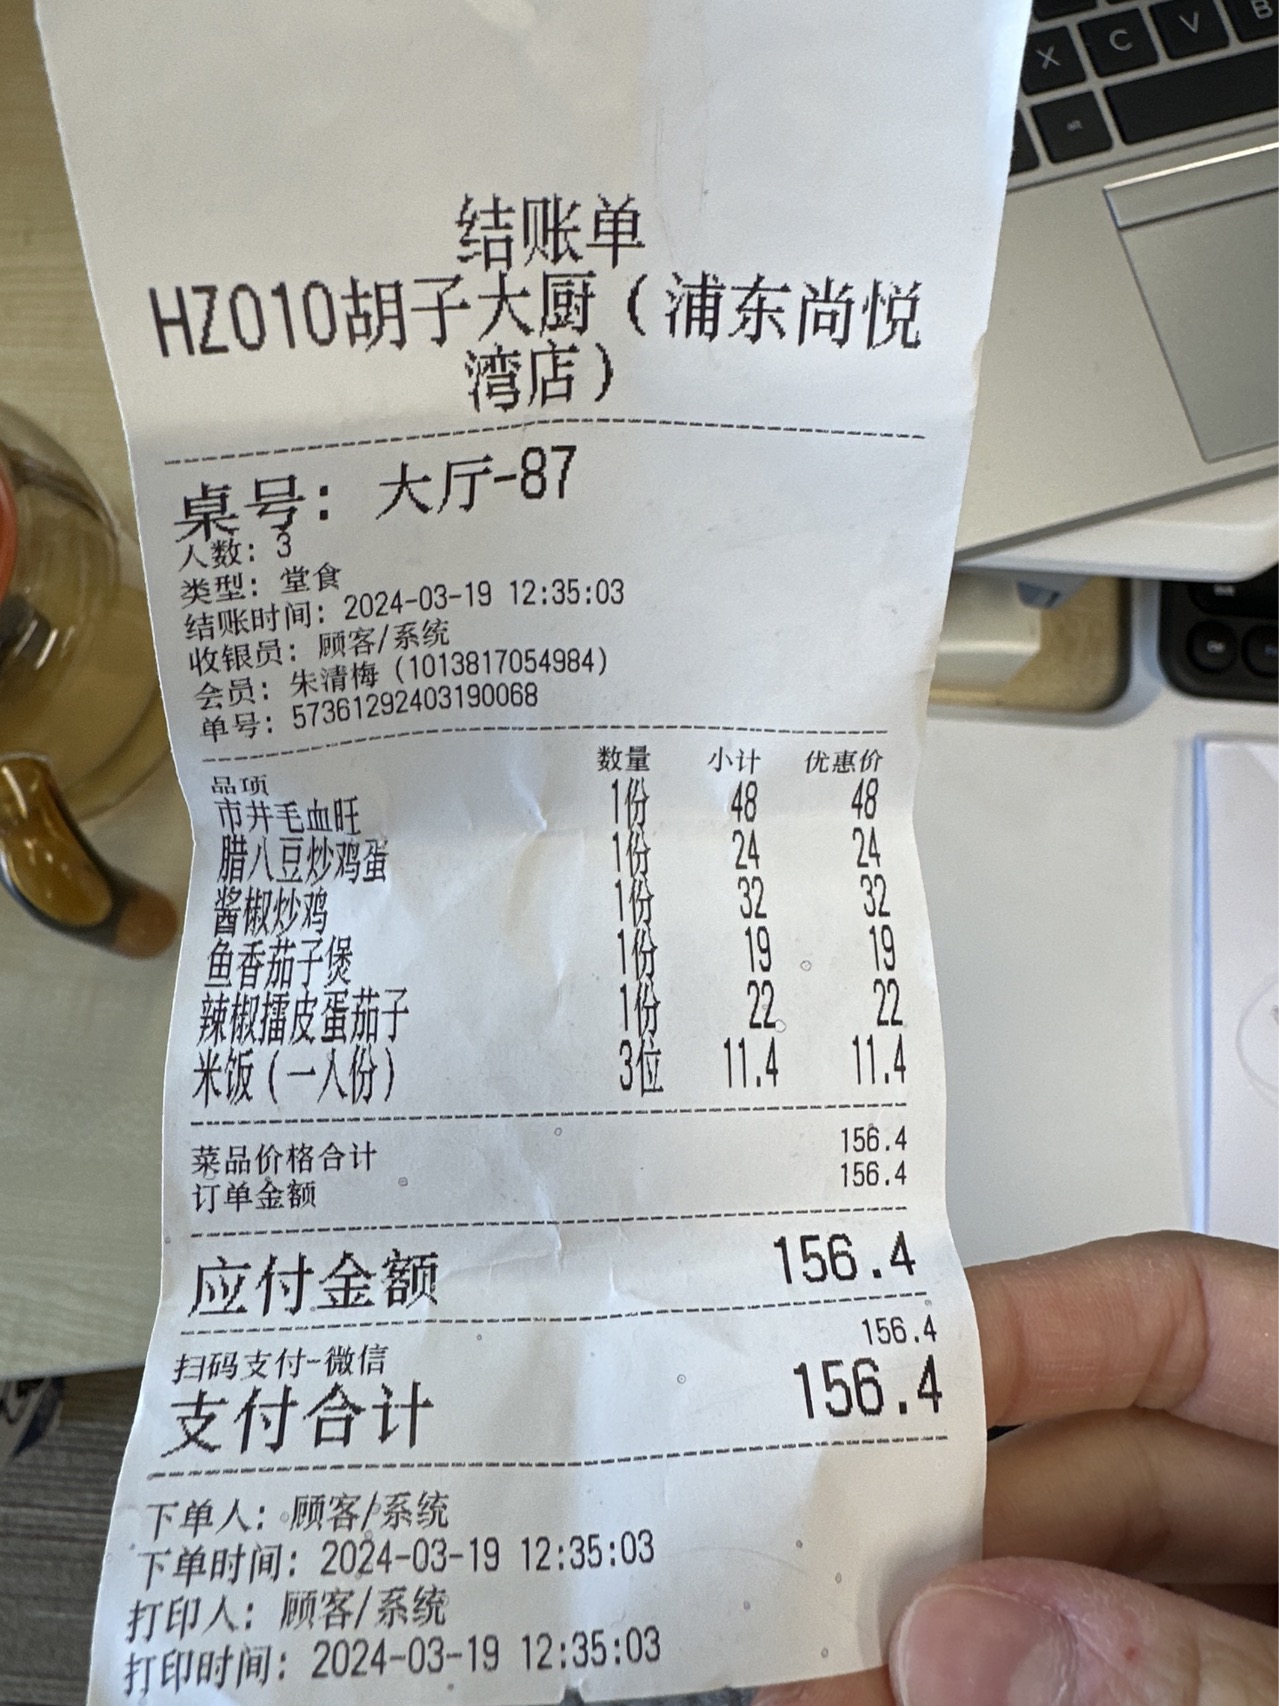 结账单
HZ010胡子大厨(浦东尚悦
湾店)
桌号: 大厅-87
人数: 3
类型: 堂食
结账时间: 2024-03-19 12:35:03
收银员: 顾客/系统
会员: 朱清梅(1013817054984)
单号: 57361292403190068
品项 数量 小计 优惠价
市井毛血旺 1份 48 48
腊八豆炒鸡蛋 1份 24 24
酱椒炒鸡 1份 32 32
鱼香茄子煲 1份 19 19
辣椒擂皮蛋茄子 1份 22 22
米饭(一人份) 3位 11.4 11.4
菜品价格合计 156.4
订单金额 156.4
应付金额 156.4
扫码支付-微信 156.4
支付合计 156.4
下单人: 顾客/系统
下单时间: 2024-03-19 12:35:03
打印人: 顾客/系统
打印时间: 2024-03-19 12:35:03
X C V B
alt